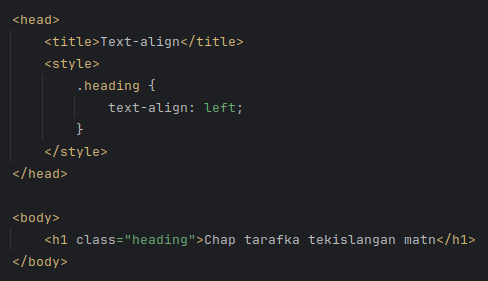 <head>
<title>Text-align</title>
<style>
.heading {
text-align: left;
}
</style>
</head>
<body>
<h1 class="heading">Chap tarafka tekislangan matn</h1>
</body>